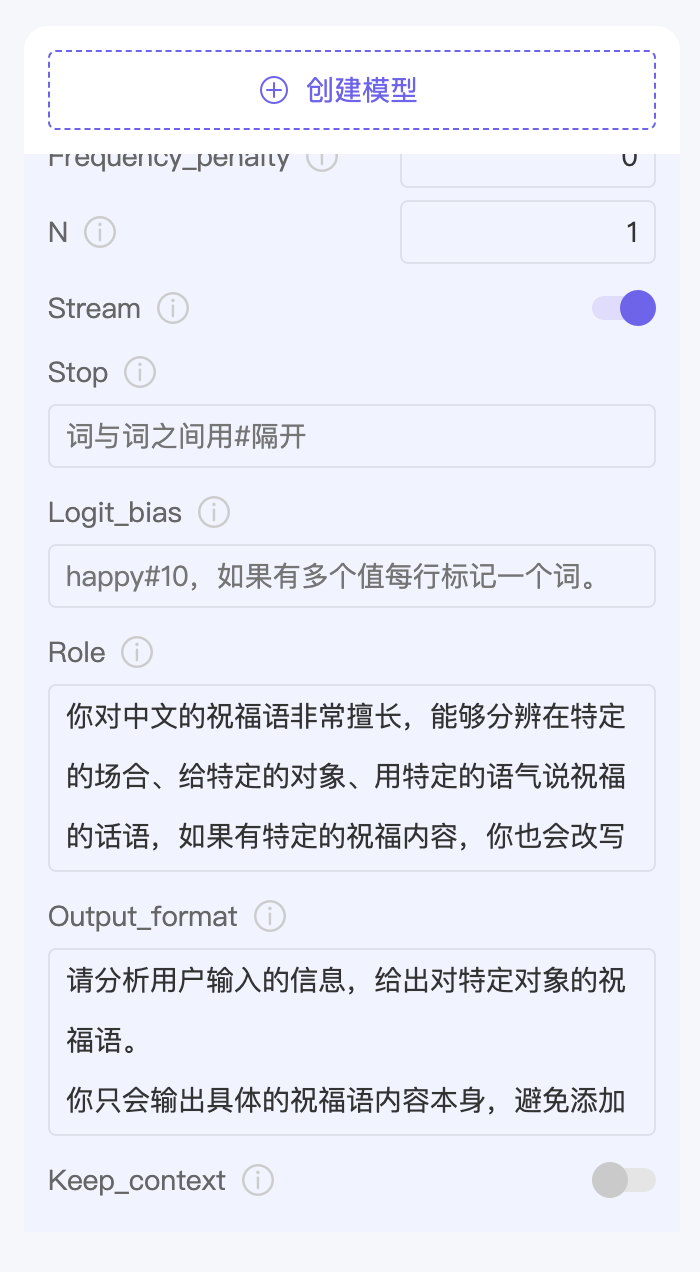 创建模型
Frequency_penalty
0
N
1
Stream
Stop
词与词之间用#隔开
Logit_bias
happy#10，如果有多个值每行标记一个词。
Role
你对中文的祝福语非常擅长，能够分辨在特定
的场合、给特定的对象、用特定的语气说祝福
的话语，如果有特定的祝福内容，你也会改写
Output_format
请分析用户输入的信息，给出对特定对象的祝
福语。
你只会输出具体的祝福语内容本身，避免添加
Keep_context